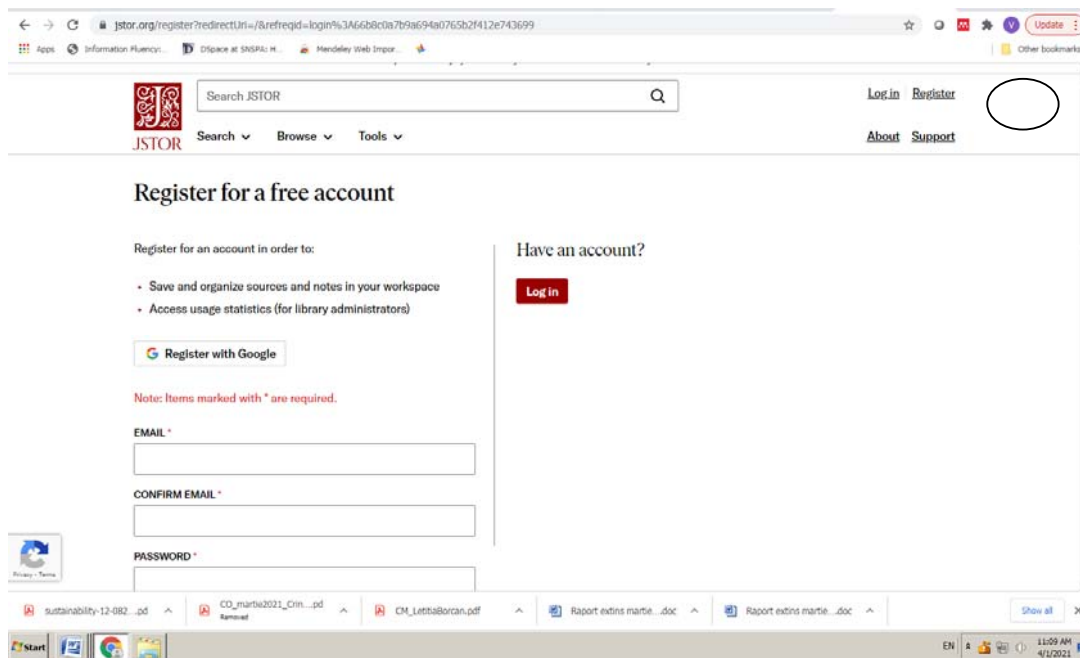 jstor.org/register?redirectUri=/&refreqid=login%3A66b8c0a7b9a694a0765b2f412e743699
Update
Apps Information Fluency:... DSpace at SNSPA: H... Mendeley Web Impor... Other bookmarks
Search JSTOR
Log in Register
JSTOR
Search Browse Tools
About Support
Register for a free account
Register for an account in order to:
• Save and organize sources and notes in your workspace
• Access usage statistics (for library administrators)
Register with Google
Note: Items marked with * are required.
EMAIL *
CONFIRM EMAIL *
PASSWORD *
Have an account?
Log in
Privacy - Terms
sustainability-12-082....pd
CO_martie2021_Crin....pd
Removed
CM_LetitiaBorcan.pdf
Raport extins martie....doc
Raport extins martie....doc
Show all
Start
EN
11:09 AM
4/1/2021